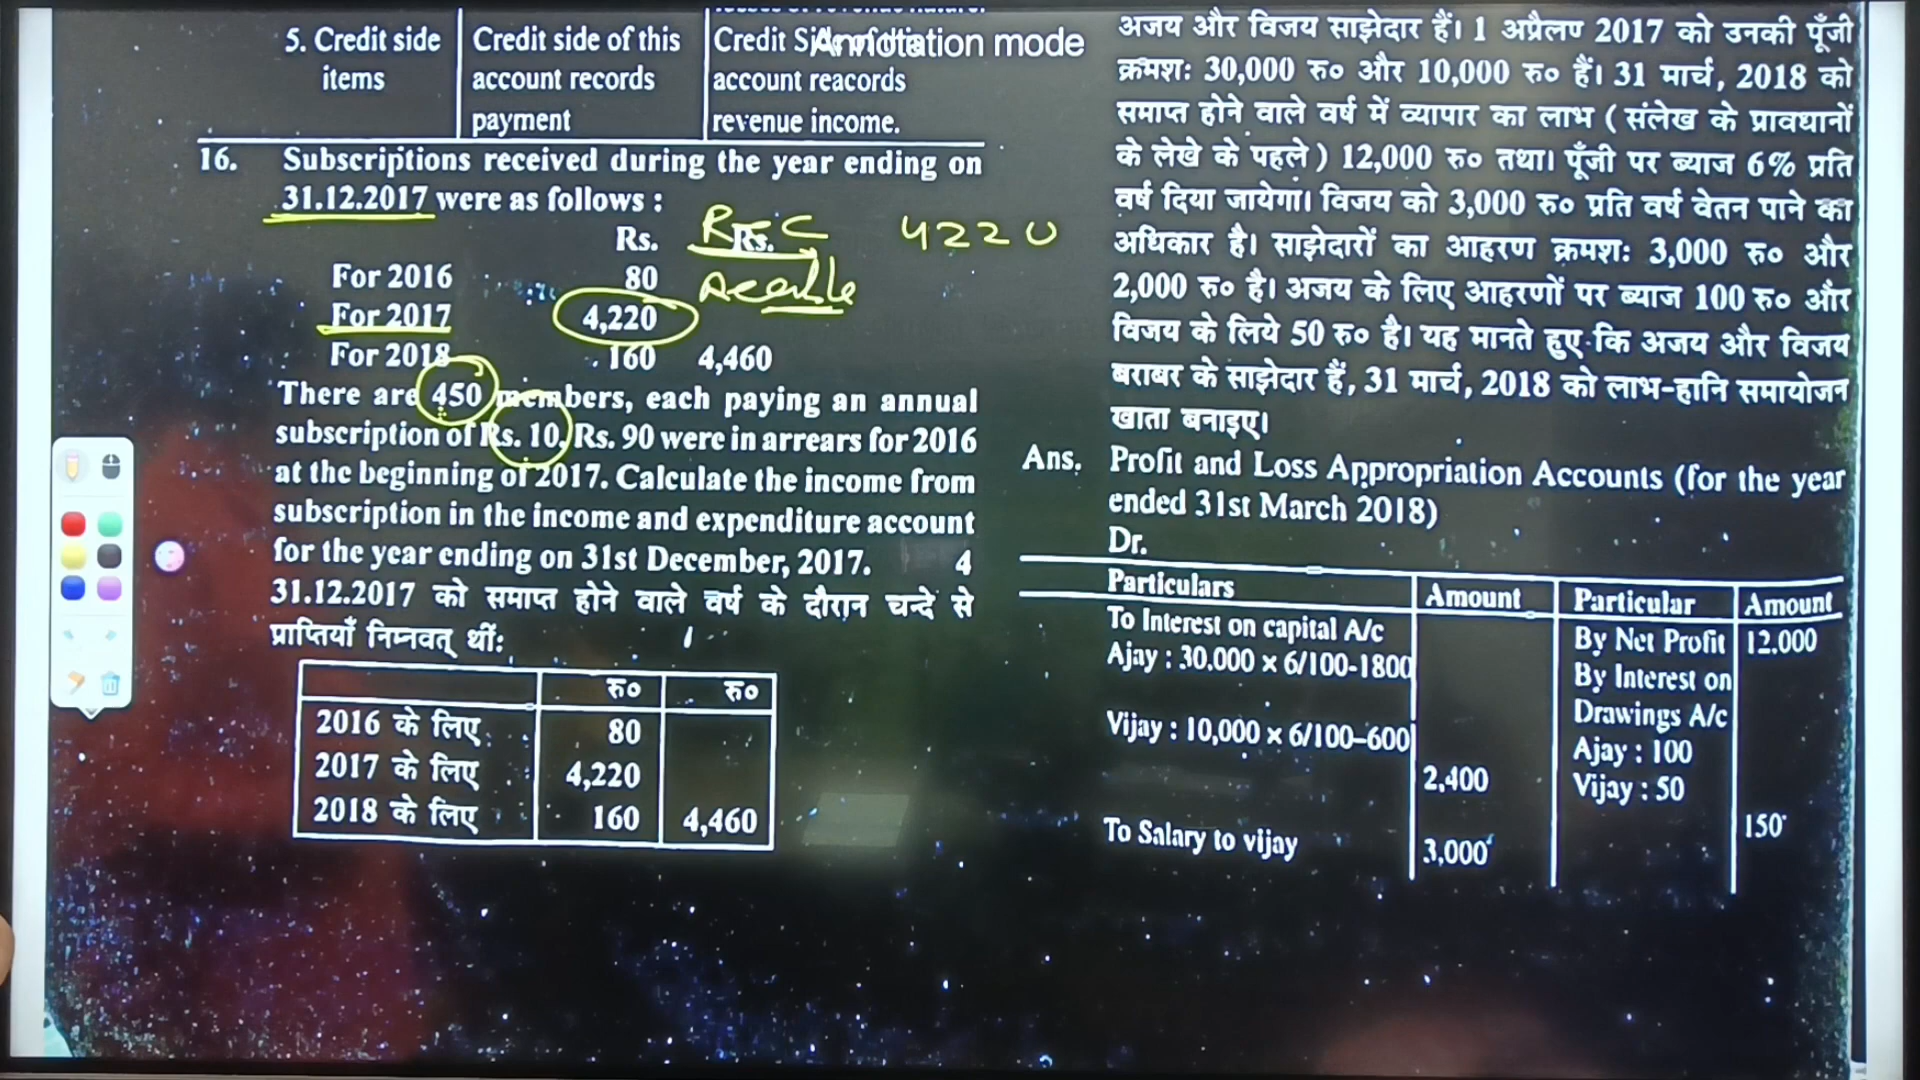 5. Credit side items
Credit side of this account records payment
account reacords revenue income.
Annotation mode
16. Subscriptions received during the year ending on
31.12.2017 were as follows :
Rs.
REC 4220
For 2016 80
For 2017 4,220
For 2018 160 4,460
There are 450 members, each paying an annual
subscription of Rs. 10, Rs. 90 were in arrears for 2016
at the beginning of 2017. Calculate the income from
subscription in the income and expenditure account
for the year ending on 31st December, 2017. 4
31.12.2017 को समाप्त होने वाले वर्ष के दौरान चन्दे से
प्राप्तियाँ निम्नवत् थीं:
रु० रु०
2016 के लिए 80
2017 के लिए 4,220
2018 के लिए 160 4,460
अजय और विजय साझेदार हैं। 1 अप्रैलण 2017 को उनकी पूँजी
क्रमश: 30,000 रु० और 10,000 रु० हैं। 31 मार्च, 2018 को
समाप्त होने वाले वर्ष में व्यापार का लाभ ( संलेख के प्रावधानों
के लेखे के पहले ) 12,000 रु० तथा। पूँजी पर ब्याज 6% प्रति
वर्ष दिया जायेगा। विजय को 3,000 रु० प्रति वर्ष वेतन पाने का
अधिकार है। साझेदारों का आहरण क्रमश: 3,000 रु० और
2,000 रु० है। अजय के लिए आहरणों पर ब्याज 100 रु० और
विजय के लिये 50 रु० है। यह मानते हुए कि अजय और विजय
बराबर के साझेदार हैं, 31 मार्च, 2018 को लाभ-हानि समायोजन
खाता बनाइए।
Ans. Profit and Loss Appropriation Accounts (for the year
ended 31st March 2018)
Dr.
Particulars Amount Particular Amount
To Interest on capital A/c By Net Profit 12.000
Ajay : 30.000 × 6/100-1800 By Interest on
Drawings A/c
Vijay : 10,000 × 6/100–600 Ajay : 100
2,400 Vijay : 50
150
To Salary to vijay 3,000